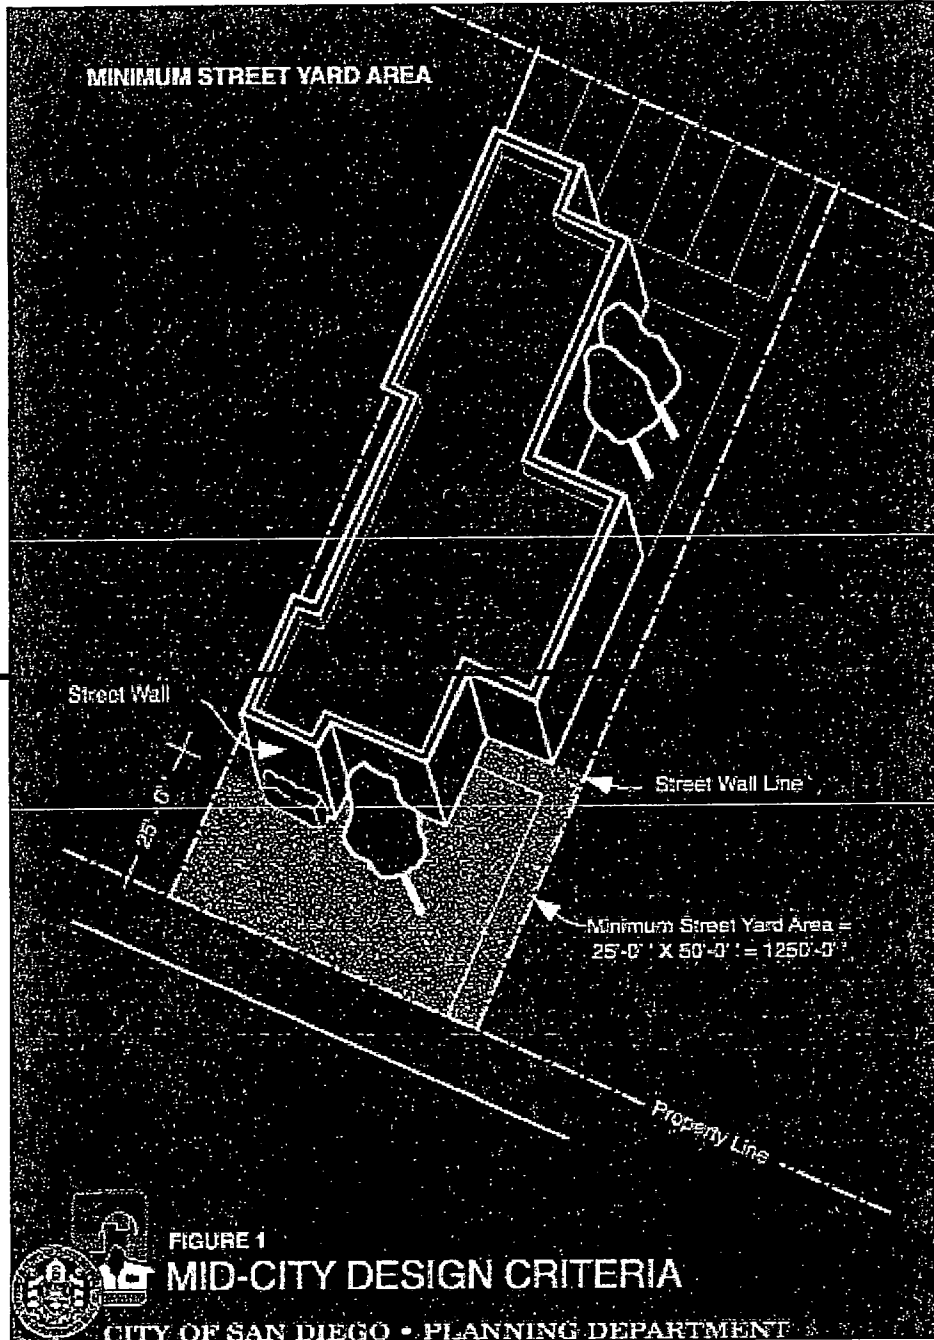 MINIMUM STREET YARD AREA
Street Wall
25'-0"
Street Wall Line
Minimum Street Yard Area =
25'-0'' X 50'-0'' = 1250'-0''
Property Line
FIGURE 1
MID-CITY DESIGN CRITERIA
CITY OF SAN DIEGO • PLANNING DEPARTMENT